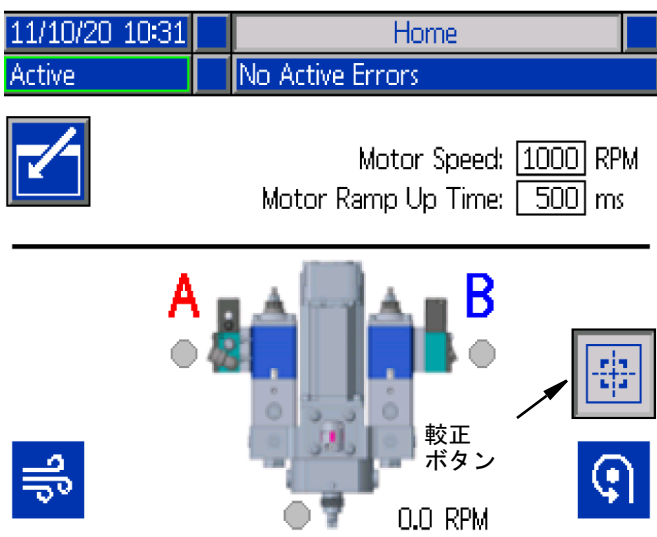 11/10/20 10:31 Home
Active No Active Errors
Motor Speed: 1000 RPM
Motor Ramp Up Time: 500 ms
A B
較正
ボタン
0.0 RPM